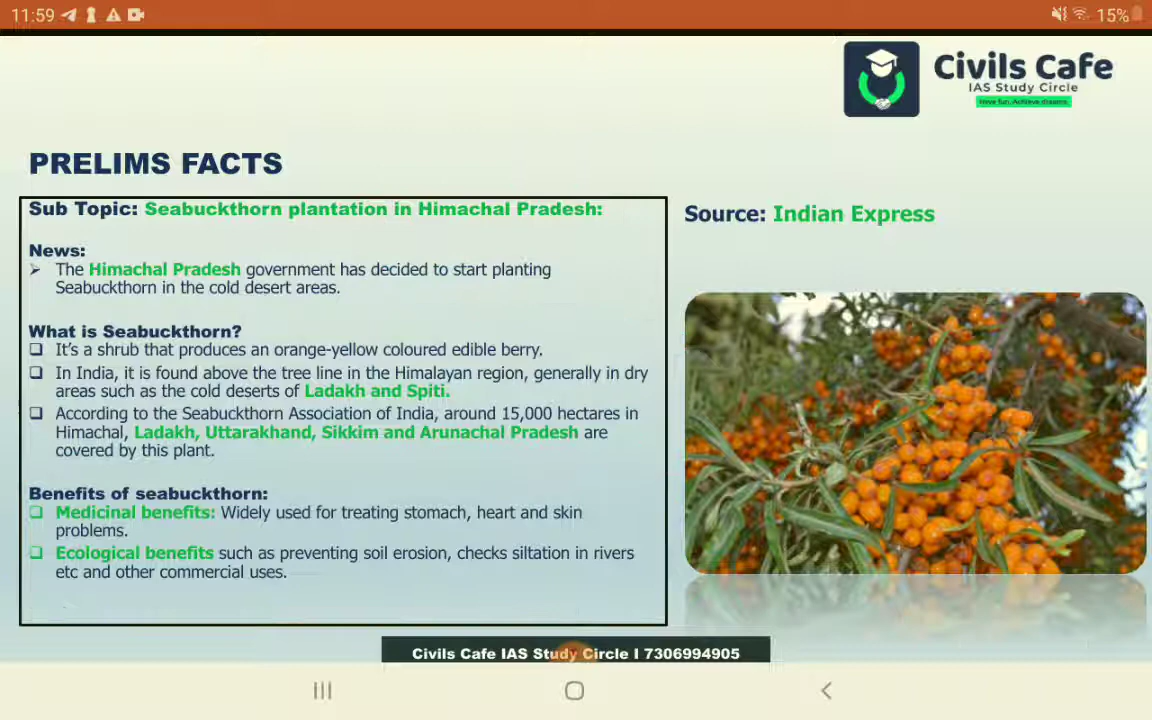 11:59
15%
Civils Cafe
IAS Study Circle
Have fun, Achieve dreams
PRELIMS FACTS
Sub Topic: Seabuckthorn plantation in Himachal Pradesh:
Source: Indian Express
News:
The Himachal Pradesh government has decided to start planting
Seabuckthorn in the cold desert areas.
What is Seabuckthorn?
It's a shrub that produces an orange-yellow coloured edible berry.
In India, it is found above the tree line in the Himalayan region, generally in dry
areas such as the cold deserts of Ladakh and Spiti.
According to the Seabuckthorn Association of India, around 15,000 hectares in
Himachal, Ladakh, Uttarakhand, Sikkim and Arunachal Pradesh are
covered by this plant.
Benefits of seabuckthorn:
Medicinal benefits: Widely used for treating stomach, heart and skin
problems.
Ecological benefits such as preventing soil erosion, checks siltation in rivers
etc and other commercial uses.
Civils Cafe IAS Study Circle I 7306994905